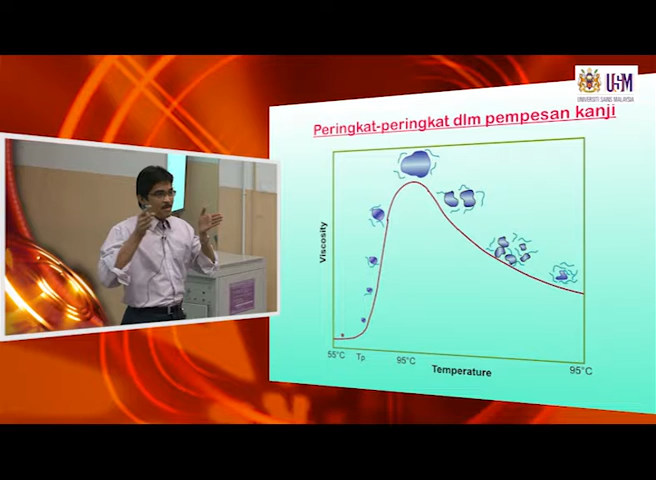 USM
UNIVERSITI SAINS MALAYSIA
Peringkat-peringkat dlm pempesan kanji
Viscosity
55°C
Tp
95°C
95°C
Temperature